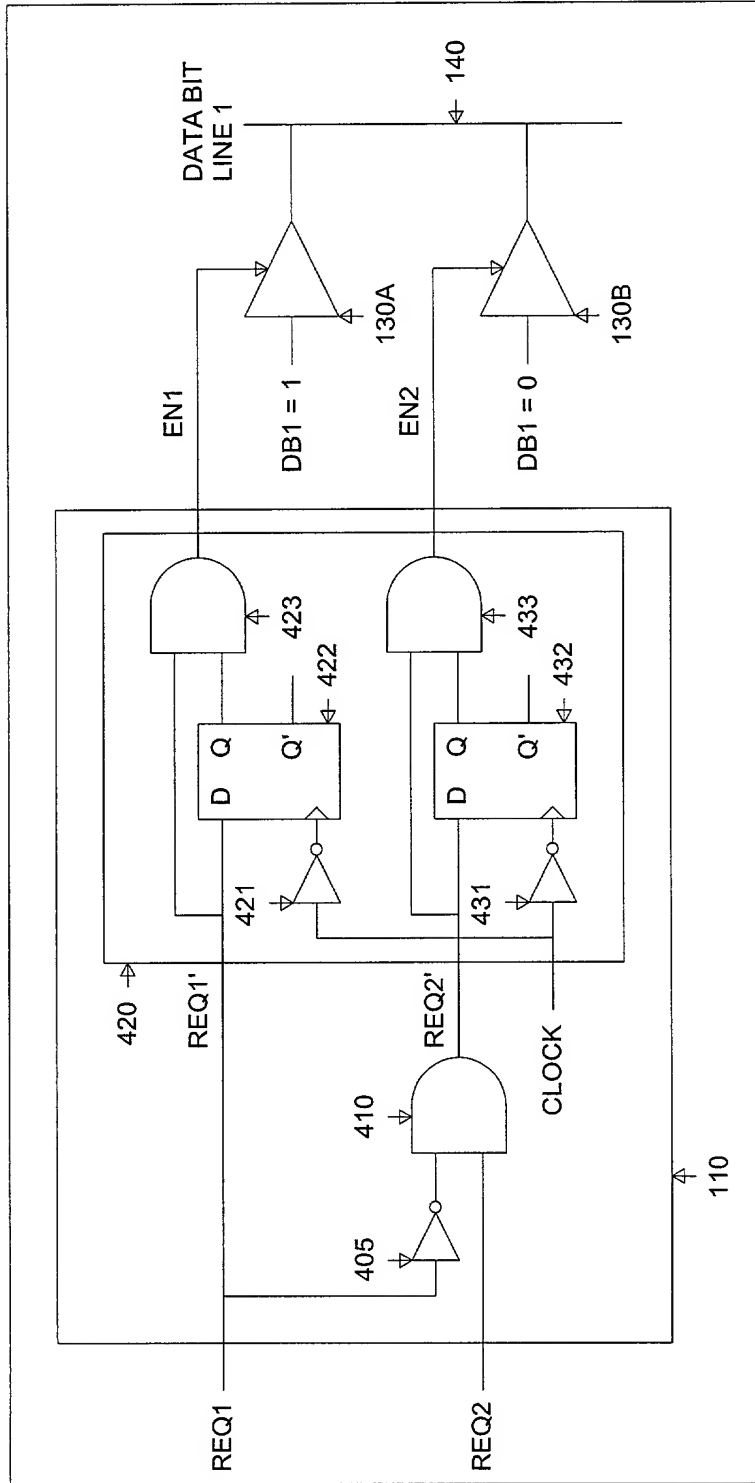 REQ1
REQ2
405
410
CLOCK
110
420
REQ1'
REQ2'
421
D Q
Q'
422
423
431
D Q
Q'
432
433
EN1
DB1 = 1
130A
EN2
DB1 = 0
130B
DATA BIT
LINE 1
140